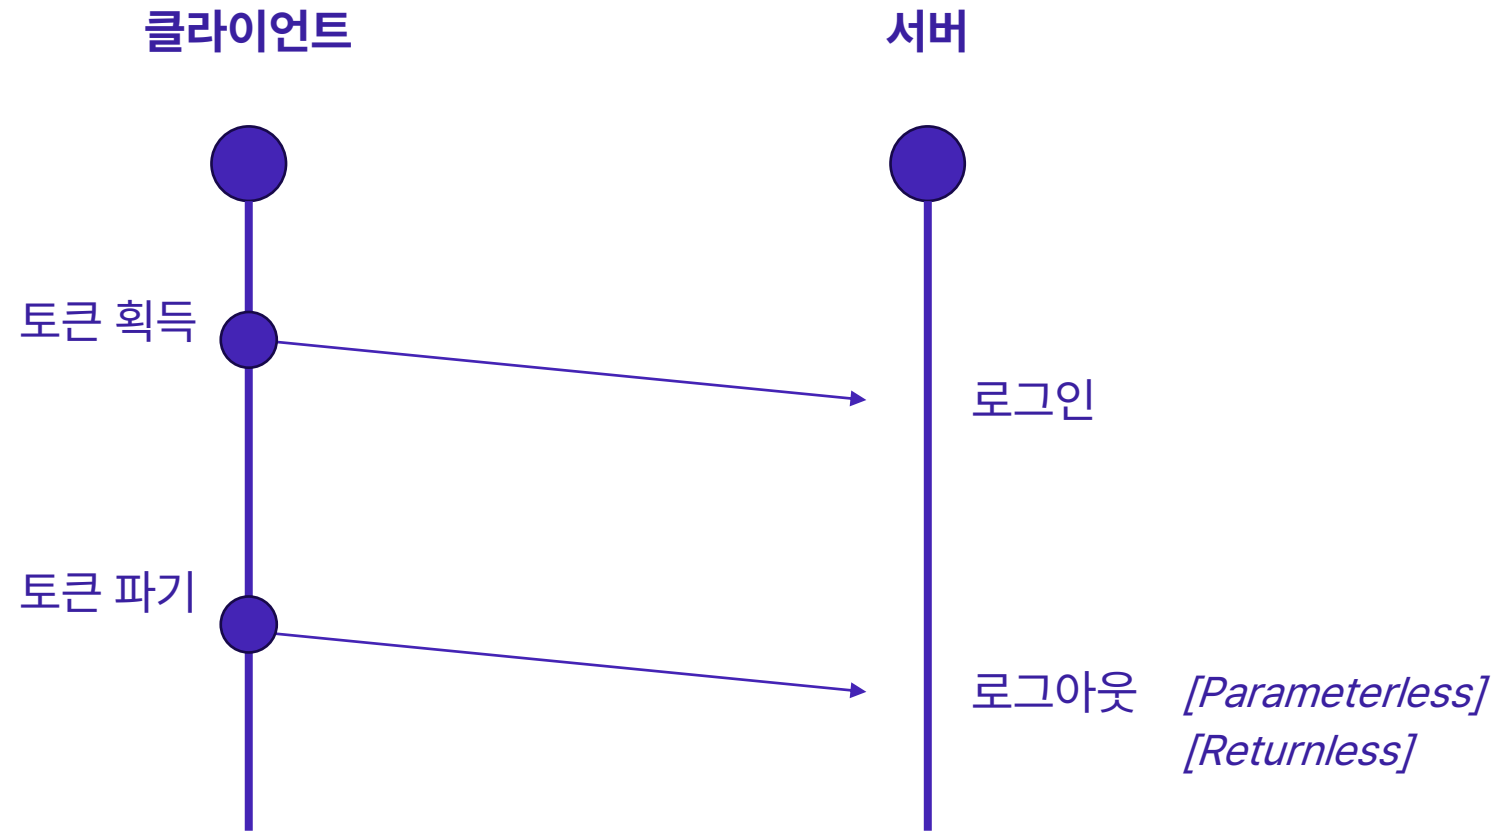 클라이언트 서버
토큰 획득
로그인
토큰 파기
로그아웃 [Parameterless]
[Returnless]